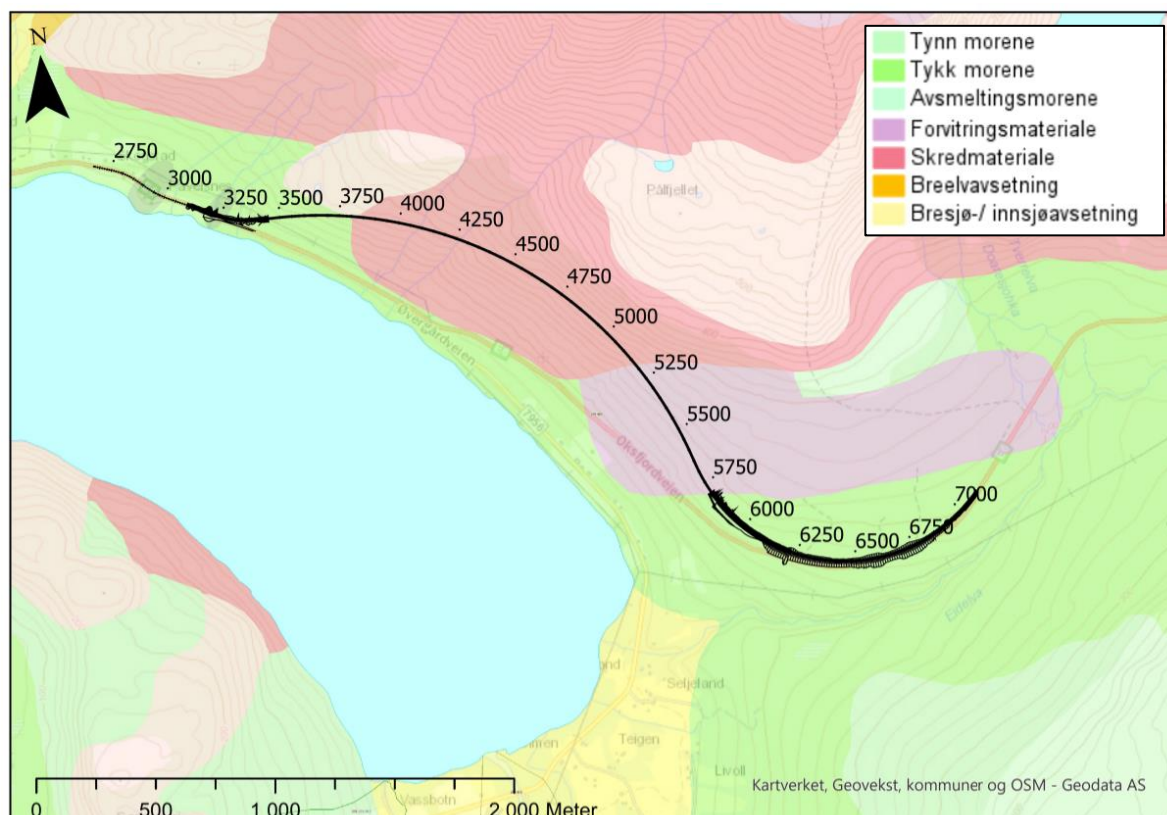 N
Tynn morene
Tykk morene
Avsmeltingsmorene
Forvitringsmateriale
Skredmateriale
Breelvavsetning
Bresjø-/ innsjøavsetning
2750
3000
3250
3500
3750
4000
4250
4500
4750
5000
5250
5500
5750
6000
6250
6500
6750
7000
Påltjellet
Øvergårdveien
7956
Oksfjordveien
Eidelva
Seljeland
Teigen
Livoll
Vassbotn
0 500 1 000 2 000 Meter
Kartverket, Geovekst, kommuner og OSM - Geodata AS